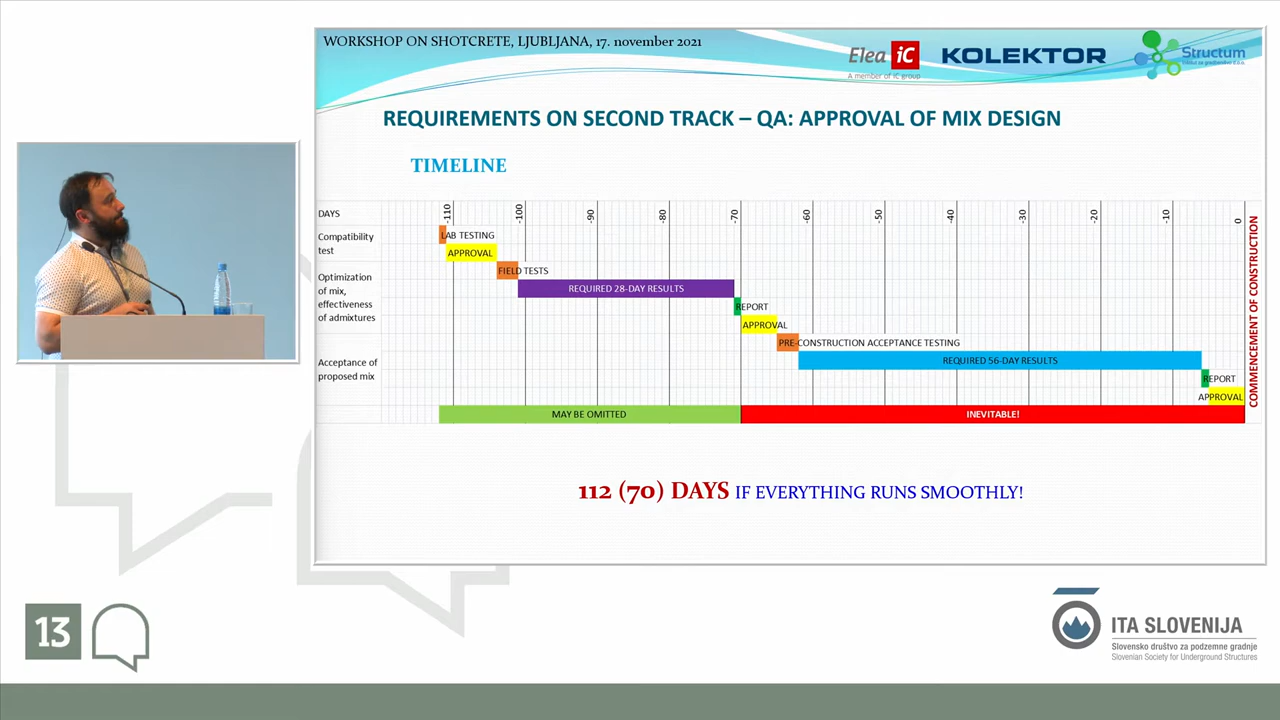 WORKSHOP ON SHOTCRETE, LJUBLJANA, 17. november 2021
Elea iC
A member of iC group
KOLEKTOR
Structum
REQUIREMENTS ON SECOND TRACK – QA: APPROVAL OF MIX DESIGN
TIMELINE
DAYS
-110
-100
-90
-80
-70
-60
-50
-40
-30
-20
-10
0
Compatibility
test
LAB TESTING
APPROVAL
Optimization
of mix,
effectiveness
of admixtures
FIELD TESTS
REQUIRED 28-DAY RESULTS
REPORT
APPROVAL
PRE-CONSTRUCTION ACCEPTANCE TESTING
Acceptance of
proposed mix
REQUIRED 56-DAY RESULTS
REPORT
APPROVAL
MAY BE OMITTED
INEVITABLE!
COMMENCEMENT OF CONSTRUCTION
112 (70) DAYS IF EVERYTHING RUNS SMOOTHLY!
13
ITA SLOVENIJA
Slovensko društvo za podzemne gradnje
Slovenian Society for Underground Structures